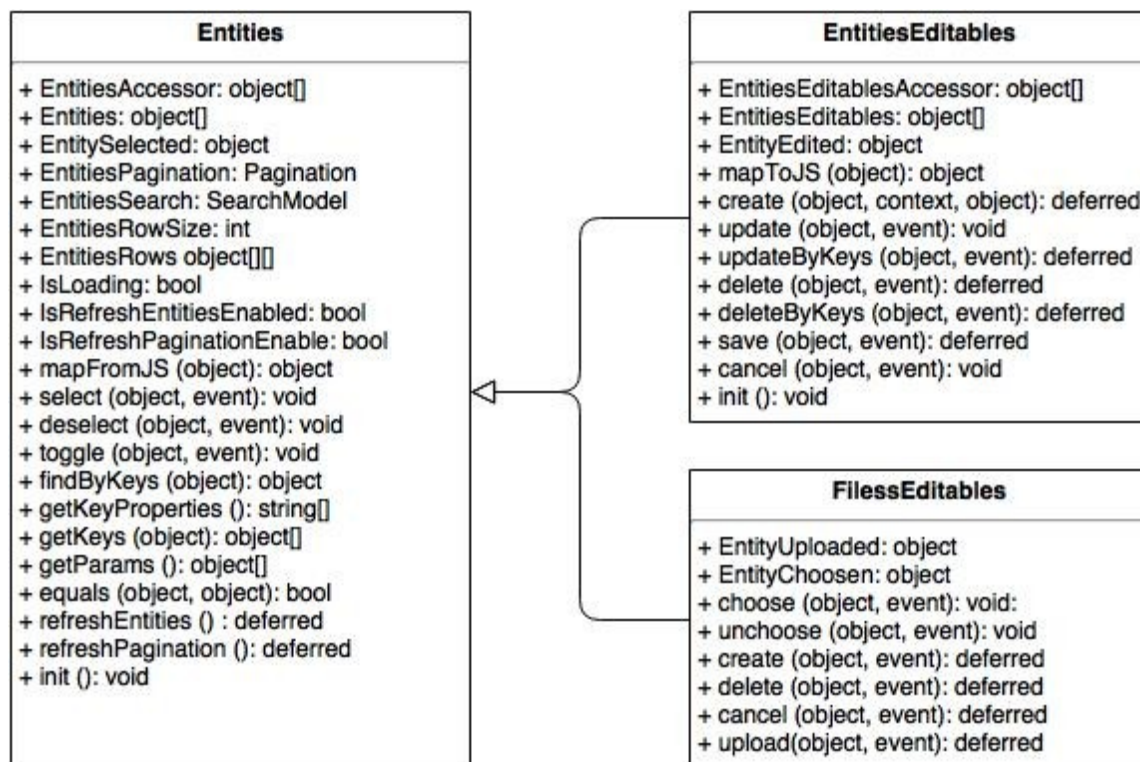 Entities
+ EntitiesAccessor: object[]
+ Entities: object[]
+ EntitySelected: object
+ EntitiesPagination: Pagination
+ EntitiesSearch: SearchModel
+ EntitiesRowSize: int
+ EntitiesRows object[][]
+ IsLoading: bool
+ IsRefreshEntitiesEnabled: bool
+ IsRefreshPaginationEnable: bool
+ mapFromJS (object): object
+ select (object, event): void
+ deselect (object, event): void
+ toggle (object, event): void
+ findByKeys (object): object
+ getKeyProperties (): string[]
+ getKeys (object): object[]
+ getParams (): object[]
+ equals (object, object): bool
+ refreshEntities () : deferred
+ refreshPagination (): deferred
+ init (): void
EntitiesEditables
+ EntitiesEditablesAccessor: object[]
+ EntitiesEditables: object[]
+ EntityEdited: object
+ mapToJS (object): object
+ create (object, context, object): deferred
+ update (object, event): void
+ updateByKeys (object, event): deferred
+ delete (object, event): deferred
+ deleteByKeys (object, event): deferred
+ save (object, event): deferred
+ cancel (object, event): void
+ init (): void
FilessEditables
+ EntityUploaded: object
+ EntityChoosen: object
+ choose (object, event): void:
+ unchoose (object, event): void
+ create (object, event): deferred
+ delete (object, event): deferred
+ cancel (object, event): deferred
+ upload(object, event): deferred